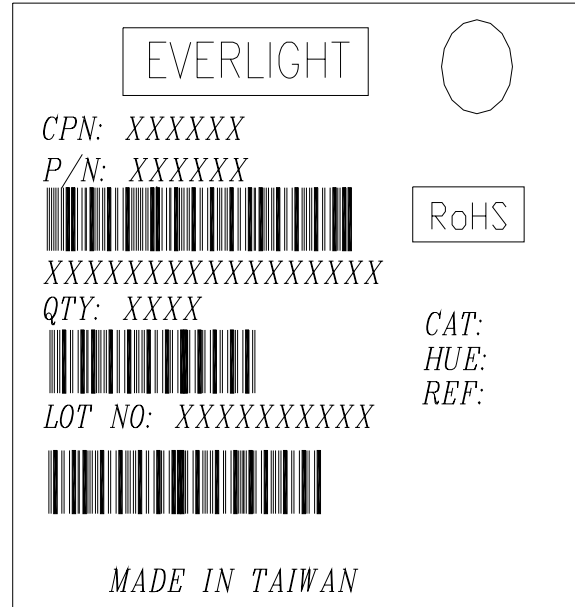 EVERLIGHT
CPN: XXXXXX
P/N: XXXXXX
RoHS
XXXXXXXXXXXXXXXXX
QTY: XXXX
CAT:
HUE:
REF:
LOT NO: XXXXXXXXXX
MADE IN TAIWAN